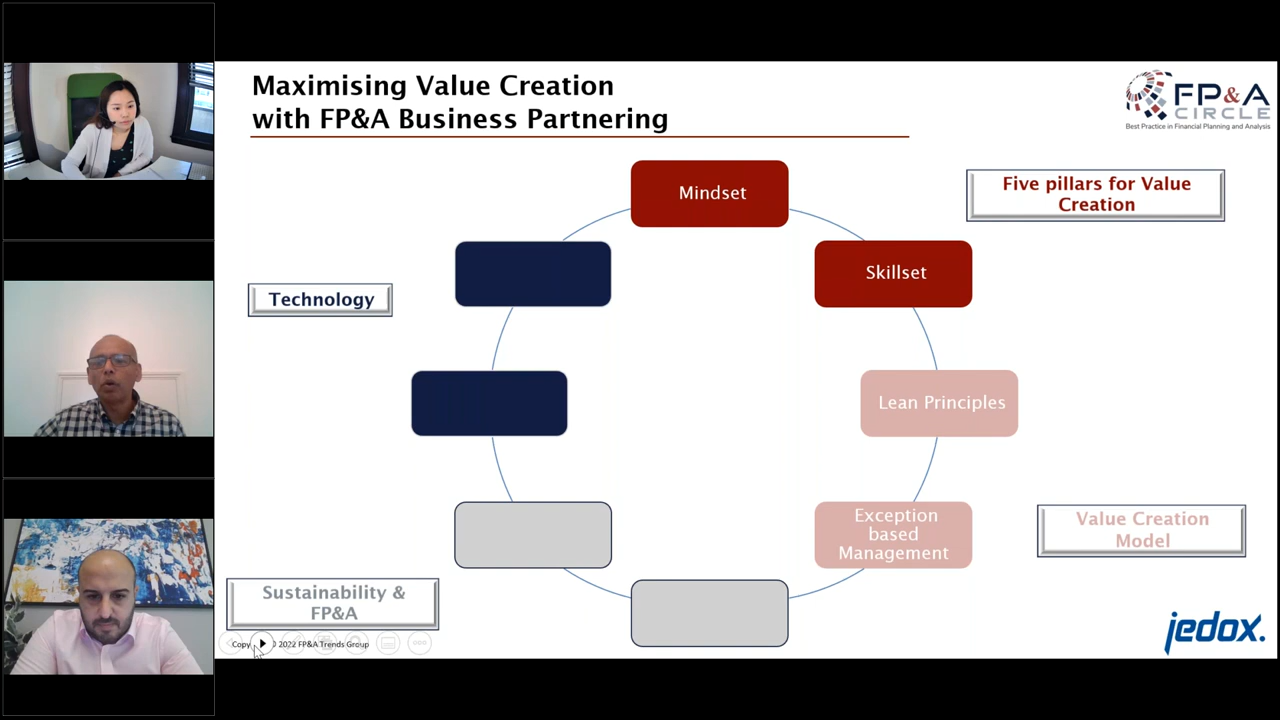 Maximising Value Creation
with FP&A Business Partnering
FP&A
CIRCLE
Best Practice in Financial Planning and Analysis
Mindset
Five pillars for Value
Creation
Skillset
Technology
Lean Principles
Exception
based
Management
Value Creation
Model
Sustainability &
FP&A
jedox.
Copy © 2022 FP&A Trends Group